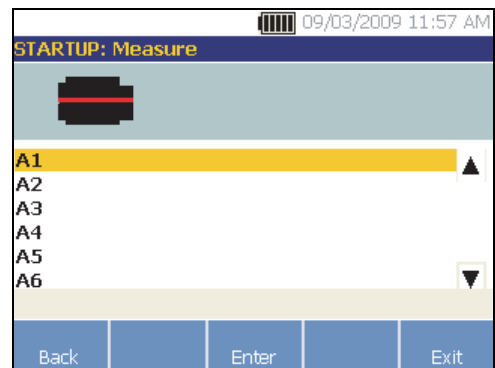 09/03/2009 11:57 AM
STARTUP: Measure
A1
A2
A3
A4
A5
A6
Back Enter Exit